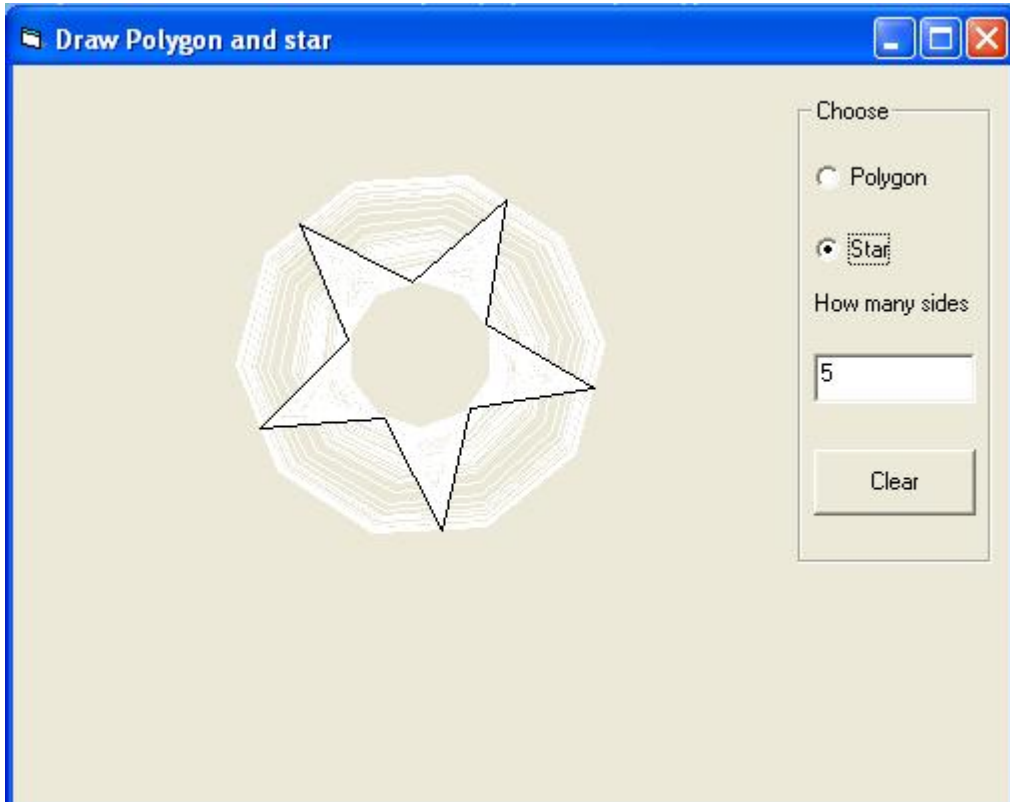 Draw Polygon and star
Choose
Polygon
Star
How many sides
5
Clear